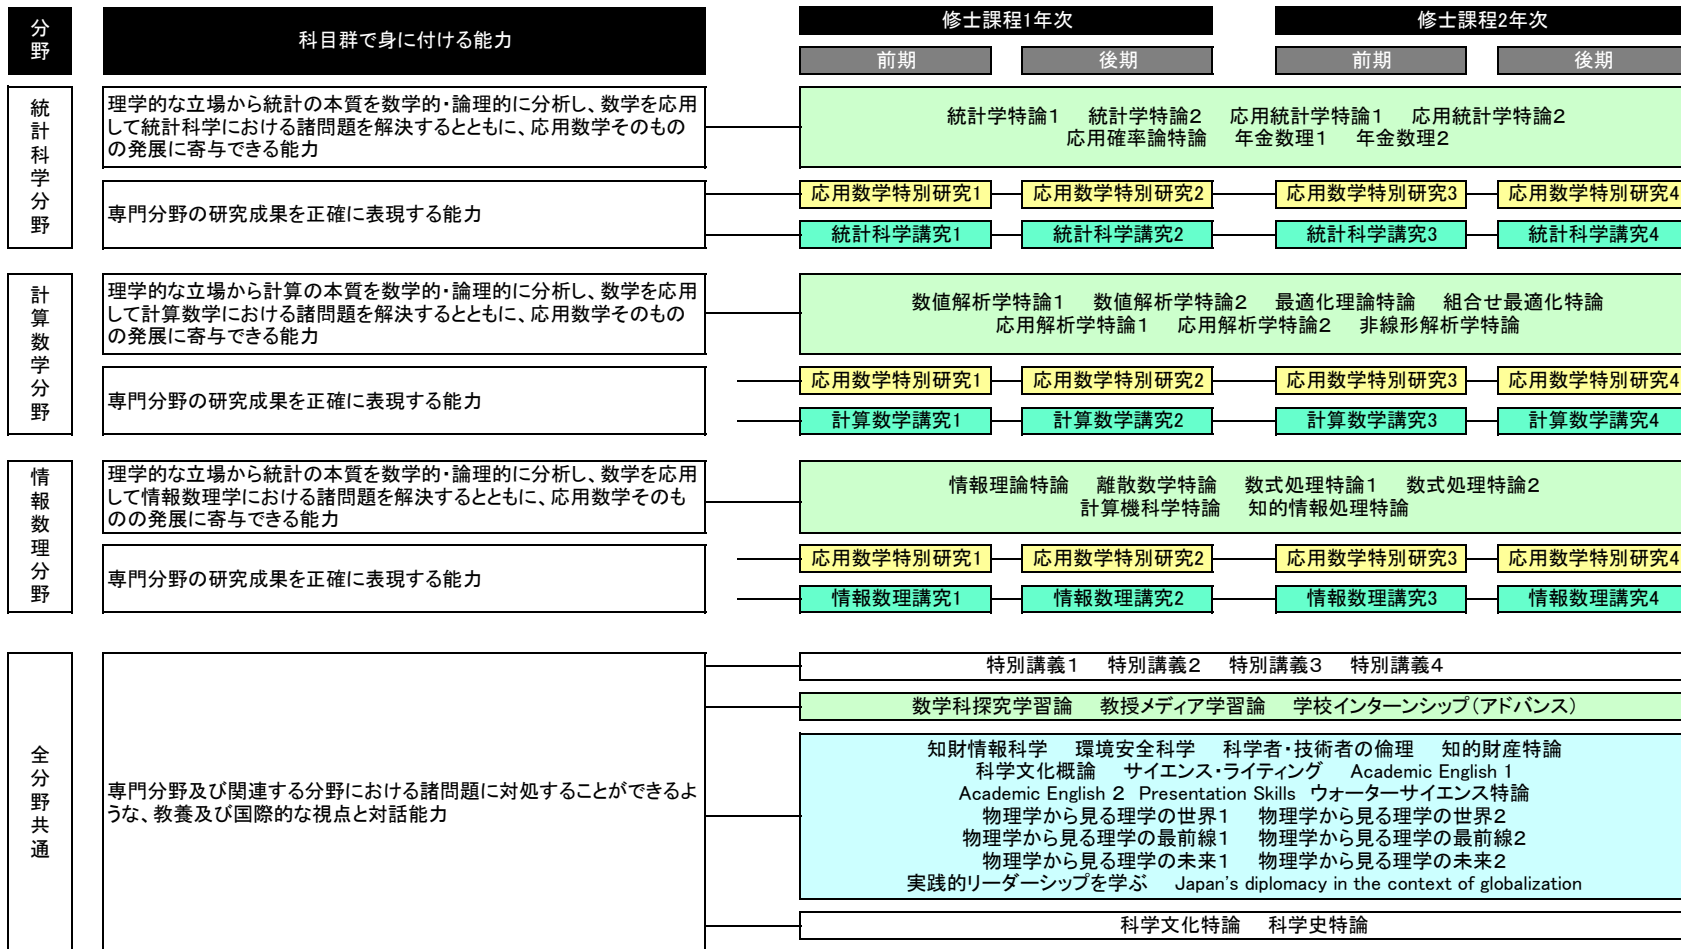 分野
科目群で身に付ける能力
修士課程1年次
修士課程2年次
前期
後期
前期
後期
統計科学分野
理学的な立場から統計の本質を数学的・論理的に分析し、数学を応用
して統計科学における諸問題を解決するとともに、応用数学そのもの
の発展に寄与できる能力
統計学特論1 統計学特論2 応用統計学特論1 応用統計学特論2
応用確率論特論 年金数理1 年金数理2
専門分野の研究成果を正確に表現する能力
応用数学特別研究1
応用数学特別研究2
応用数学特別研究3
応用数学特別研究4
統計科学講究1
統計科学講究2
統計科学講究3
統計科学講究4
計算数学分野
理学的な立場から計算の本質を数学的・論理的に分析し、数学を応用
して計算数学における諸問題を解決するとともに、応用数学そのもの
の発展に寄与できる能力
数値解析学特論1 数値解析学特論2 最適化理論特論 組合せ最適化特論
応用解析学特論1 応用解析学特論2 非線形解析学特論
専門分野の研究成果を正確に表現する能力
応用数学特別研究1
応用数学特別研究2
応用数学特別研究3
応用数学特別研究4
計算数学講究1
計算数学講究2
計算数学講究3
計算数学講究4
情報数理分野
理学的な立場から統計の本質を数学的・論理的に分析し、数学を応用
して情報数理学における諸問題を解決するとともに、応用数学そのも
のの発展に寄与できる能力
情報理論特論 離散数学特論 数式処理特論1 数式処理特論2
計算機科学特論 知的情報処理特論
専門分野の研究成果を正確に表現する能力
応用数学特別研究1
応用数学特別研究2
応用数学特別研究3
応用数学特別研究4
情報数理講究1
情報数理講究2
情報数理講究3
情報数理講究4
全分野共通
専門分野及び関連する分野における諸問題に対処することができるよ
うな、教養及び国際的な視点と対話能力
特別講義1 特別講義2 特別講義3 特別講義4
数学科探究学習論 教授メディア学習論 学校インターンシップ（アドバンス）
知財情報科学 環境安全科学 科学者・技術者の倫理 知的財産特論
科学文化概論 サイエンス・ライティング Academic English 1
Academic English 2 Presentation Skills ウォーターサイエンス特論
物理学から見る理学の世界1 物理学から見る理学の世界2
物理学から見る理学の最前線1 物理学から見る理学の最前線2
物理学から見る理学の未来1 物理学から見る理学の未来2
実践的リーダーシップを学ぶ Japan's diplomacy in the context of globalization
科学文化特論 科学史特論